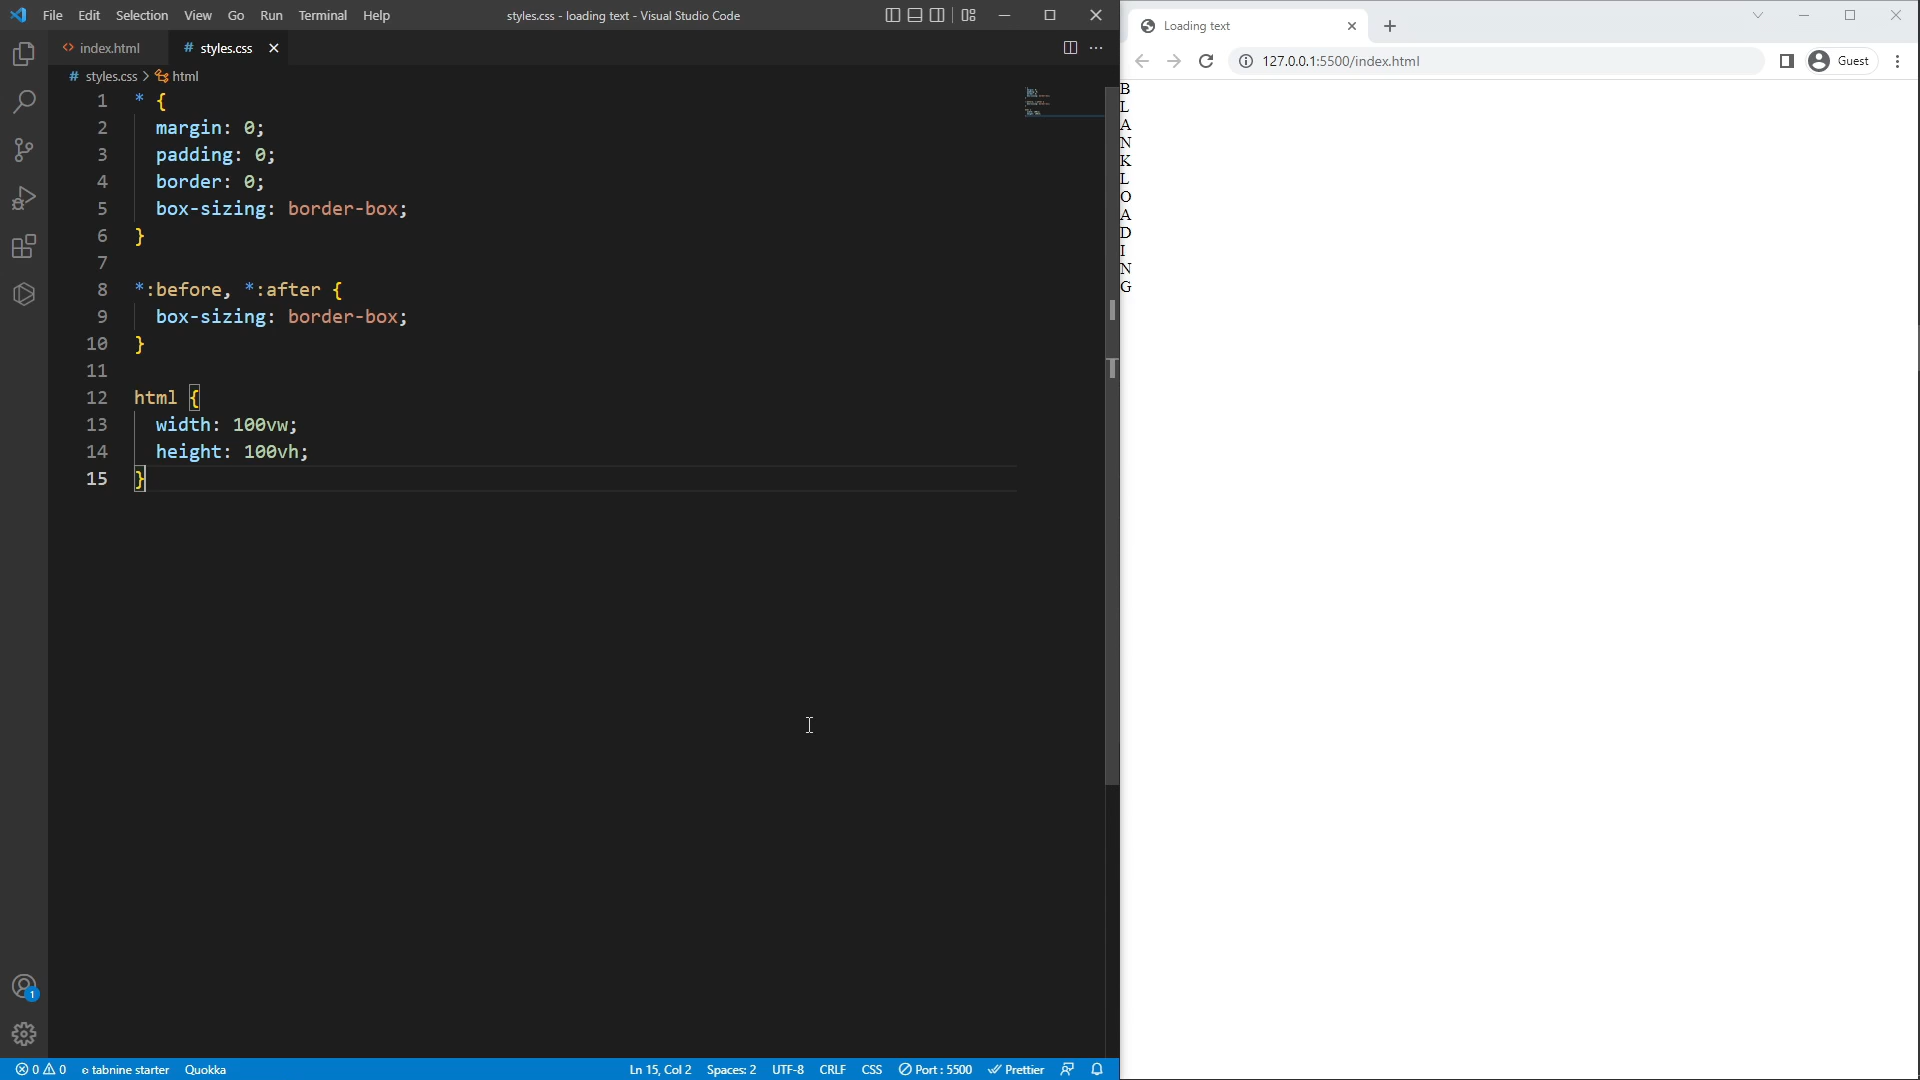 File Edit Selection View Go Run Terminal Help
styles.css - loading text - Visual Studio Code
index.html
# styles.css
# styles.css > html
1 * {
2 margin: 0;
3 padding: 0;
4 border: 0;
5 box-sizing: border-box;
6 }
7
8 *:before, *:after {
9 box-sizing: border-box;
10 }
11
12 html {
13 width: 100vw;
14 height: 100vh;
15 }
1
0 0 tabnine starter Quokka
Ln 15, Col 2 Spaces: 2 UTF-8 CRLF CSS Port : 5500 Prettier
Loading text
127.0.0.1:5500/index.html
Guest
B
L
A
N
K
L
O
A
D
I
N
G